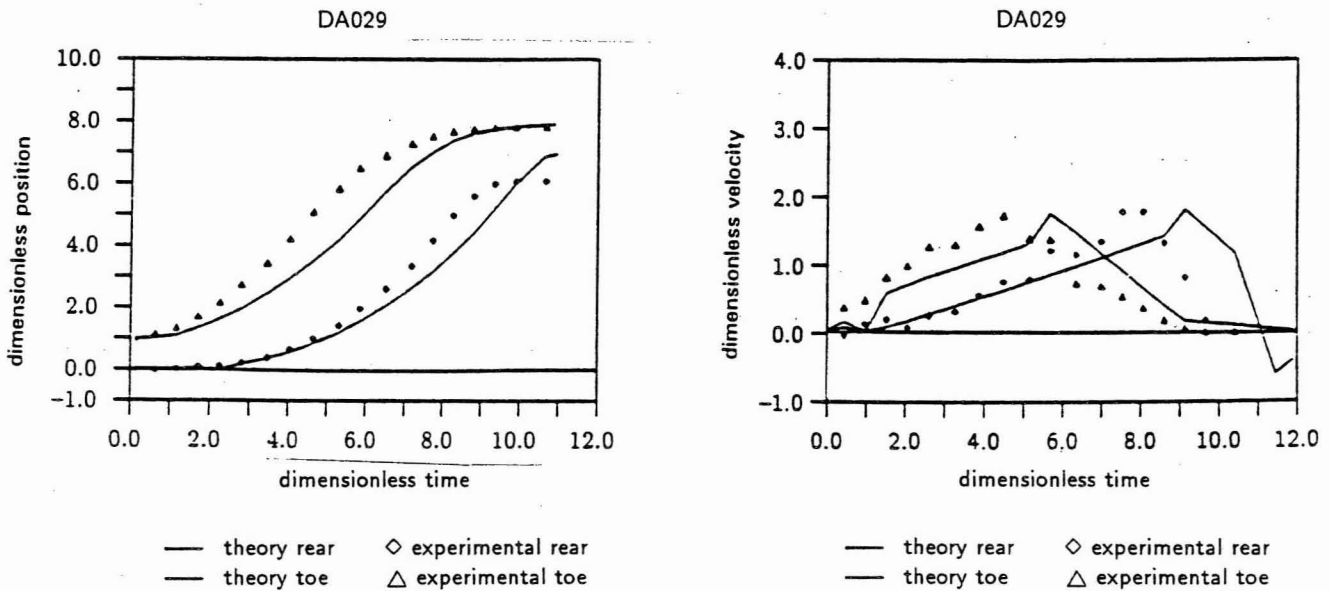 DA029
10.0
8.0
6.0
4.0
2.0
0.0
−1.0
dimensionless position
0.0 2.0 4.0 6.0 8.0 10.0 12.0
dimensionless time
— theory rear ◇ experimental rear
— theory toe △ experimental toe
DA029
4.0
3.0
2.0
1.0
0.0
−1.0
dimensionless velocity
0.0 2.0 4.0 6.0 8.0 10.0 12.0
dimensionless time
— theory rear ◇ experimental rear
— theory toe △ experimental toe